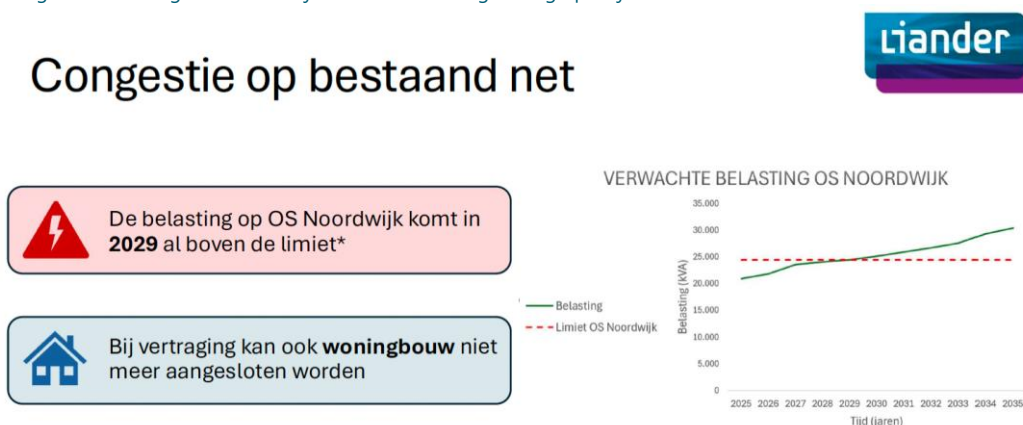 Liander
Congestie op bestaand net
De belasting op OS Noordwijk komt in
2029 al boven de limiet*
Bij vertraging kan ook woningbouw niet
meer aangesloten worden
VERWACHTE BELASTING OS NOORDWIJK
Belasting
Limiet OS Noordwijk
Belasting (kVA)
35.000
30.000
25.000
20.000
15.000
10.000
5.000
0
2025 2026 2027 2028 2029 2030 2031 2032 2033 2034 2035
Tijd (jaren)